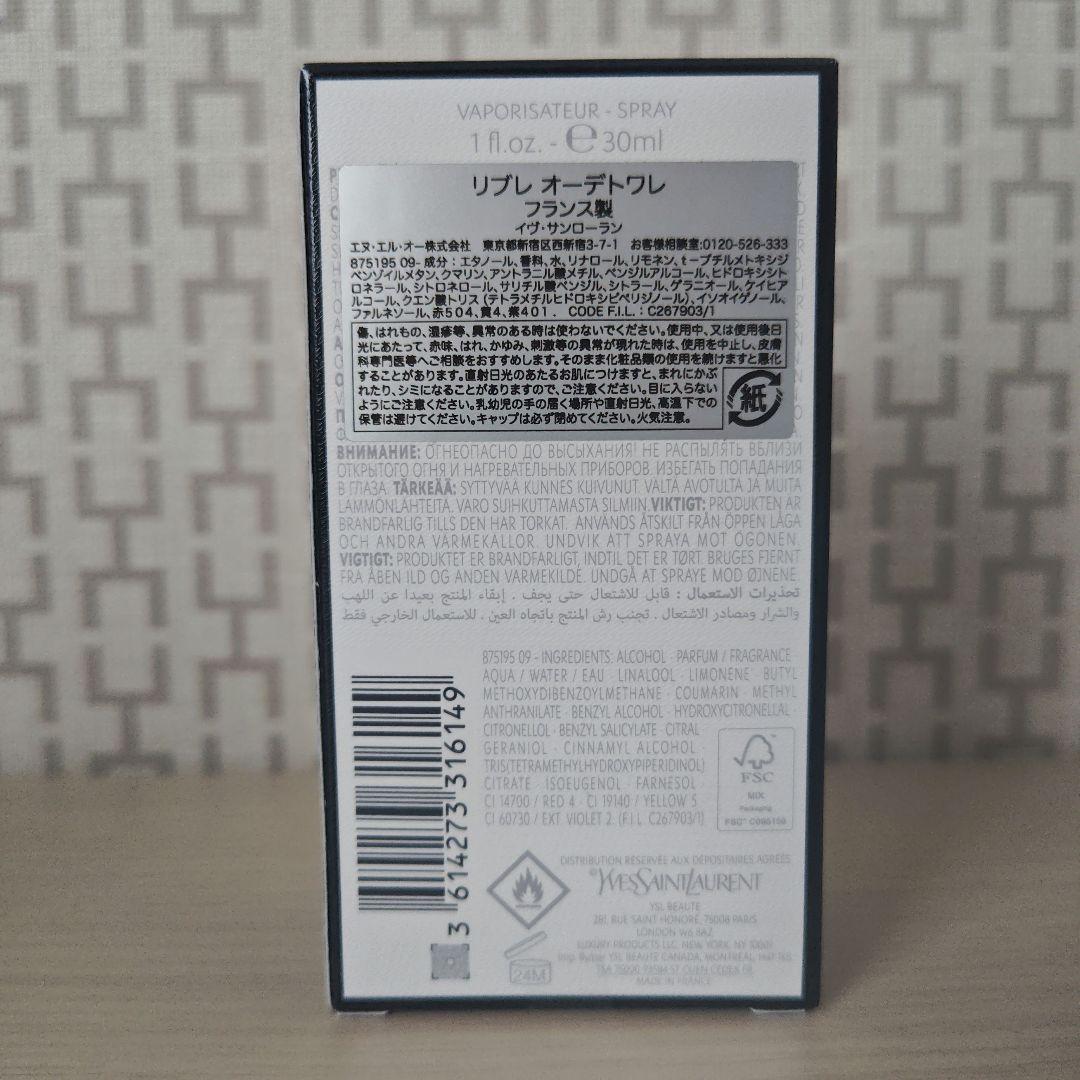 VAPORISATEUR - SPRAY
1 fl.oz. - ℮ 30ml
リブレ オーデトワレ
フランス製
イヴ・サンローラン
エヌ・エル・オー株式会社 東京都新宿区西新宿3-7-1 お客様相談室:0120-526-333
875195 09- 成分：エタノール、香料、水、リナロール、リモネン、t-ブチルメトキシジ
ベンゾイルメタン、クマリン、アントラニル酸メチル、ベンジルアルコール、ヒドロキシシト
ロネラール、シトロネロール、サリチル酸ベンジル、シトラール、ゲラニオール、ケイヒア
ルコール、クエン酸トリス（テトラメチルヒドロキシピペリジノール）、イソオイゲノール、
ファルネソール、赤504、黄4、紫401． CODE F.I.L.：C267903/1
傷、はれもの、湿疹等、異常のある時は使わないでください。使用中、又は使用後日
光にあたって、赤味、はれ、かゆみ、刺激等の異常が現れた時は、使用を中止し、皮膚
科専門医等へご相談をおすすめします。そのまま化粧品類の使用を続けますと悪化
することがあります。直射日光のあたるお肌につけますと、まれにかぶ
れたり、シミになることがありますので、ご注意ください。目に入らない
ようにご注意ください。乳幼児の手の届く場所や直射日光、高温下での
保管は避けてください。キャップは必ず閉めてください。火気注意。
紙
ВНИМАНИЕ: ОГНЕОПАСНО ДО ВЫСЫХАНИЯ! НЕ РАСПЫЛЯТЬ ВБЛИЗИ
ОТКРЫТОГО ОГНЯ И НАГРЕВАТЕЛЬНЫХ ПРИБОРОВ. ИЗБЕГАТЬ ПОПАДАНИЯ
В ГЛАЗА. TÄRKEÄÄ: SYTTYVÄÄ KUNNES KUIVUNUT. VÄLTÄ AVOTULTA JA MUITA
LÄMMÖNLÄHTEITÄ. VARO SUIHKUTTAMASTA SILMIIN. VIKTIGT: PRODUKTEN ÄR
BRANDFARLIG TILLS DEN HAR TORKAT. ANVÄNDS ÅTSKILT FRÅN ÖPPEN LÅGA
OCH ANDRA VÄRMEKÄLLOR. UNDVIK ATT SPRAYA MOT ÖGONEN.
VIGTIGT: PRODUKTET ER BRANDFARLIGT, INDTIL DET ER TØRT. BRUGES FJERNT
FRA ÅBEN ILD OG ANDEN VARMEKILDE. UNDGÅ AT SPRAYE MOD ØJNENE.
تحذيرات الاستعمال : قابل للاشتعال حتى يجف . إبقاء المنتج بعيدا عن اللهب
والشرار ومصادر الاشتعال . تجنب رش المنتج باتجاه العين . للاستعمال الخارجي فقط
875195 09 - INGREDIENTS: ALCOHOL · PARFUM / FRAGRANCE
AQUA / WATER / EAU · LINALOOL · LIMONENE · BUTYL
METHOXYDIBENZOYLMETHANE · COUMARIN · METHYL
ANTHRANILATE · BENZYL ALCOHOL · HYDROXYCITRONELLAL ·
CITRONELLOL · BENZYL SALICYLATE · CITRAL
GERANIOL · CINNAMYL ALCOHOL ·
TRIS(TETRAMETHYLHYDROXYPIPERIDINOL)
CITRATE · ISOEUGENOL · FARNESOL ·
CI 14700 / RED 4 · CI 19140 / YELLOW 5
CI 60730 / EXT. VIOLET 2. (F.I.L. C267903/1)
3 614273 316149
FSC
MIX
Packaging
FSC® C095156
DISTRIBUTION RÉSERVÉE AUX DÉPOSITAIRES AGRÉÉS
©YVESSAINTLAURENT
YSL BEAUTÉ
281, RUE SAINT HONORÉ, 75008 PARIS
LONDON W6 8AZ
LUXURY PRODUCTS LLC, NEW YORK, NY 10001
YSL BEAUTÉ CANADA, MONTRÉAL,
MADE IN FRANCE
24M